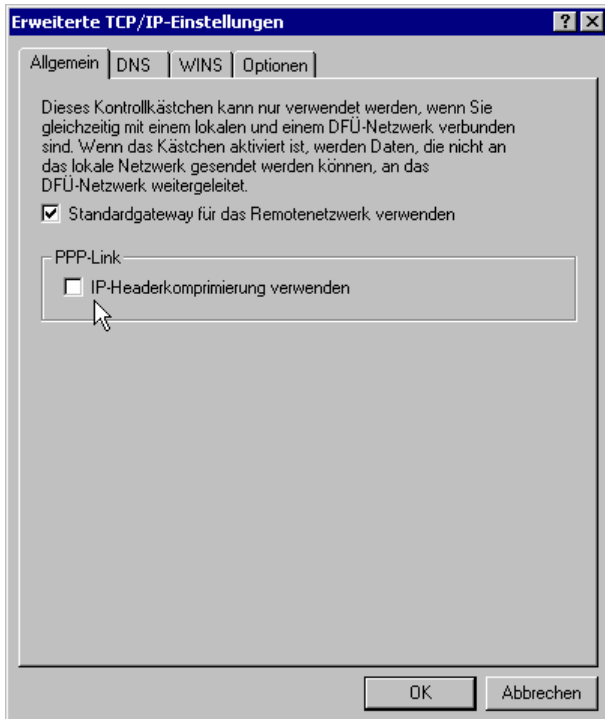 Erweiterte TCP/IP-Einstellungen
Allgemein DNS WINS Optionen
Dieses Kontrollkästchen kann nur verwendet werden, wenn Sie
gleichzeitig mit einem lokalen und einem DFÜ-Netzwerk verbunden
sind. Wenn das Kästchen aktiviert ist, werden Daten, die nicht an
das lokale Netzwerk gesendet werden können, an das
DFÜ-Netzwerk weitergeleitet.
Standardgateway für das Remotenetzwerk verwenden
PPP-Link
IP-Headerkomprimierung verwenden
OK Abbrechen